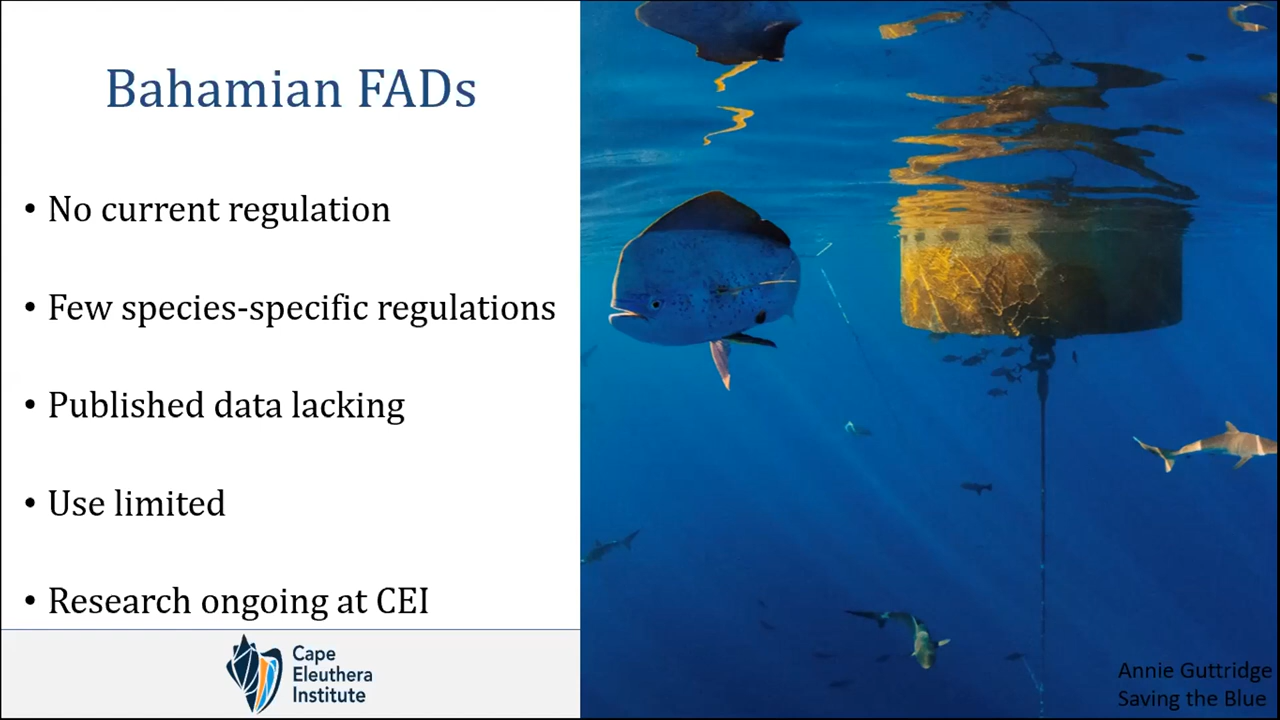 Bahamian FADs
• No current regulation
• Few species-specific regulations
• Published data lacking
• Use limited
• Research ongoing at CEI
Cape
Eleuthera
Institute
Annie Guttridge
Saving the Blue